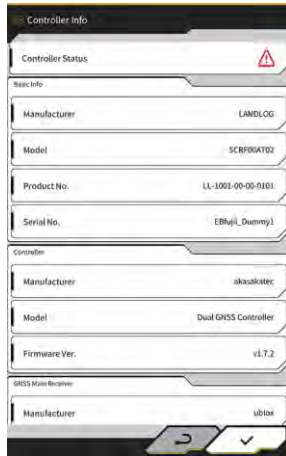 Controller Info
Controller Status
Basic Info
Manufacturer LANDLOG
Model SCRF00AT02
Product No. LL-1001-00-00-0101
Serial No. EBfujii_Dummy1
Controller
Manufacturer akasakatec
Model Dual GNSS Controller
Firmware Ver. v1.7.2
GNSS Main Receiver
Manufacturer ublox